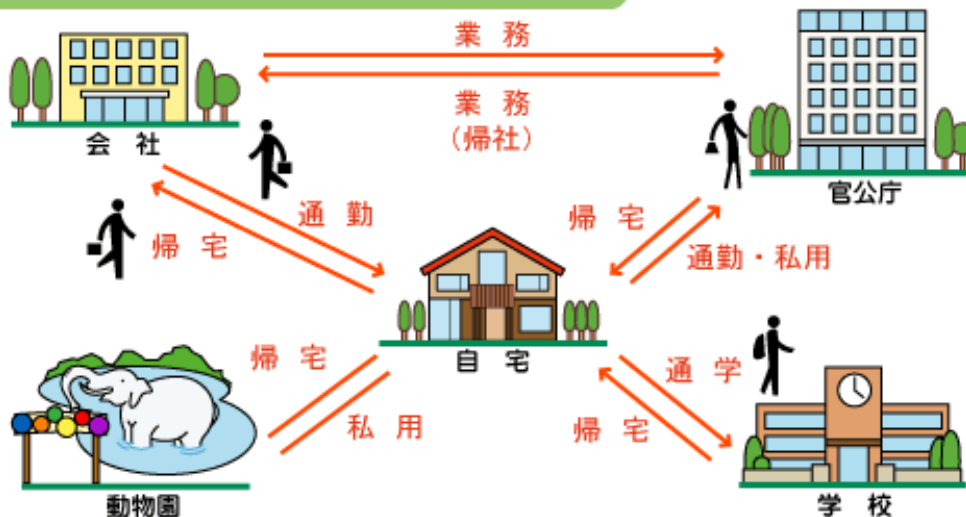 業務
業務
(帰社)
会社
官公庁
通勤
帰宅
帰宅
通勤・私用
自宅
帰宅
私用
通学
帰宅
動物園
学校